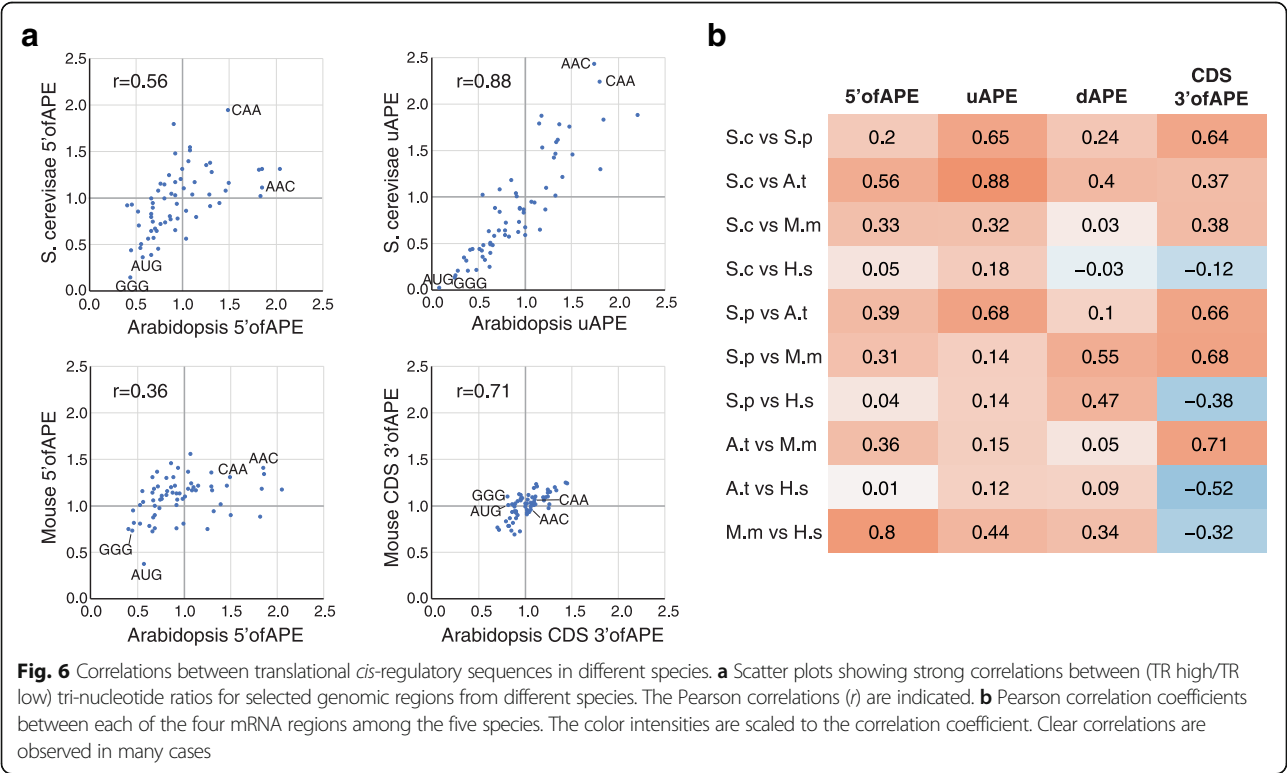 a
2.5
2.0
1.5
1.0
0.5
0.0
S. cerevisae 5'ofAPE
r=0.56
CAA
AAC
AUG
GGG
0.0 0.5 1.0 1.5 2.0 2.5
Arabidopsis 5'ofAPE
2.5
2.0
1.5
1.0
0.5
0.0
S. cerevisae uAPE
r=0.88
AAC
CAA
AUG GGG
0.0 0.5 1.0 1.5 2.0 2.5
Arabidopsis uAPE
2.5
2.0
1.5
1.0
0.5
0.0
Mouse 5'ofAPE
r=0.36
AAC
CAA
GGG
AUG
0.0 0.5 1.0 1.5 2.0 2.5
Arabidopsis 5'ofAPE
2.5
2.0
1.5
1.0
0.5
0.0
Mouse CDS 3'ofAPE
r=0.71
GGG
CAA
AUG
AAC
0.0 0.5 1.0 1.5 2.0 2.5
Arabidopsis CDS 3'ofAPE
b
5'ofAPE uAPE dAPE CDS 3'ofAPE
S.c vs S.p 0.2 0.65 0.24 0.64
S.c vs A.t 0.56 0.88 0.4 0.37
S.c vs M.m 0.33 0.32 0.03 0.38
S.c vs H.s 0.05 0.18 −0.03 −0.12
S.p vs A.t 0.39 0.68 0.1 0.66
S.p vs M.m 0.31 0.14 0.55 0.68
S.p vs H.s 0.04 0.14 0.47 −0.38
A.t vs M.m 0.36 0.15 0.05 0.71
A.t vs H.s 0.01 0.12 0.09 −0.52
M.m vs H.s 0.8 0.44 0.34 −0.32
Fig. 6 Correlations between translational cis-regulatory sequences in different species. a Scatter plots showing strong correlations between (TR high/TR
low) tri-nucleotide ratios for selected genomic regions from different species. The Pearson correlations (r) are indicated. b Pearson correlation coefficients
between each of the four mRNA regions among the five species. The color intensities are scaled to the correlation coefficient. Clear correlations are
observed in many cases